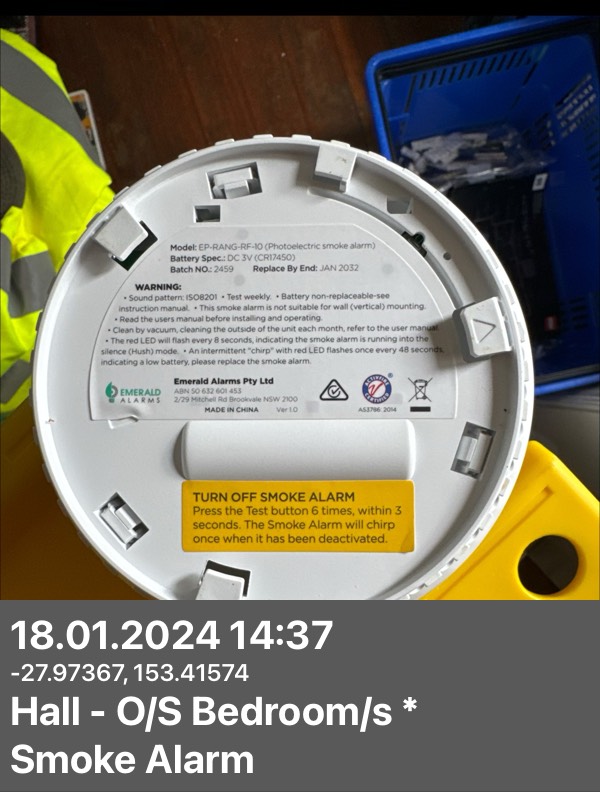 Model: EP-RANG-RF-10 (Photoelectric smoke alarm)
Battery Spec.: DC 3V (CR17450)
Batch NO.: 2459 Replace By End: JAN 2032
WARNING:
• Sound pattern: ISO8201 • Test weekly. • Battery non-replaceable-see
instruction manual. • This smoke alarm is not suitable for wall (vertical) mounting.
• Read the users manual before installing and operating.
• Clean by vacuum, cleaning the outside of the unit each month, refer to the user manual.
• The red LED will flash every 8 seconds, indicating the smoke alarm is running into the
silence (Hush) mode. • An intermittent "chirp" with red LED flashes once every 48 seconds,
indicating a low battery, please replace the smoke alarm.
EMERALD
ALARMS
Emerald Alarms Pty Ltd
ABN 50 632 601 453
2/29 Mitchell Rd Brookvale NSW 2100
MADE IN CHINA Ver 1.0
AS3786: 2014
TURN OFF SMOKE ALARM
Press the Test button 6 times, within 3
seconds. The Smoke Alarm will chirp
once when it has been deactivated.
18.01.2024 14:37
-27.97367, 153.41574
Hall - O/S Bedroom/s *
Smoke Alarm